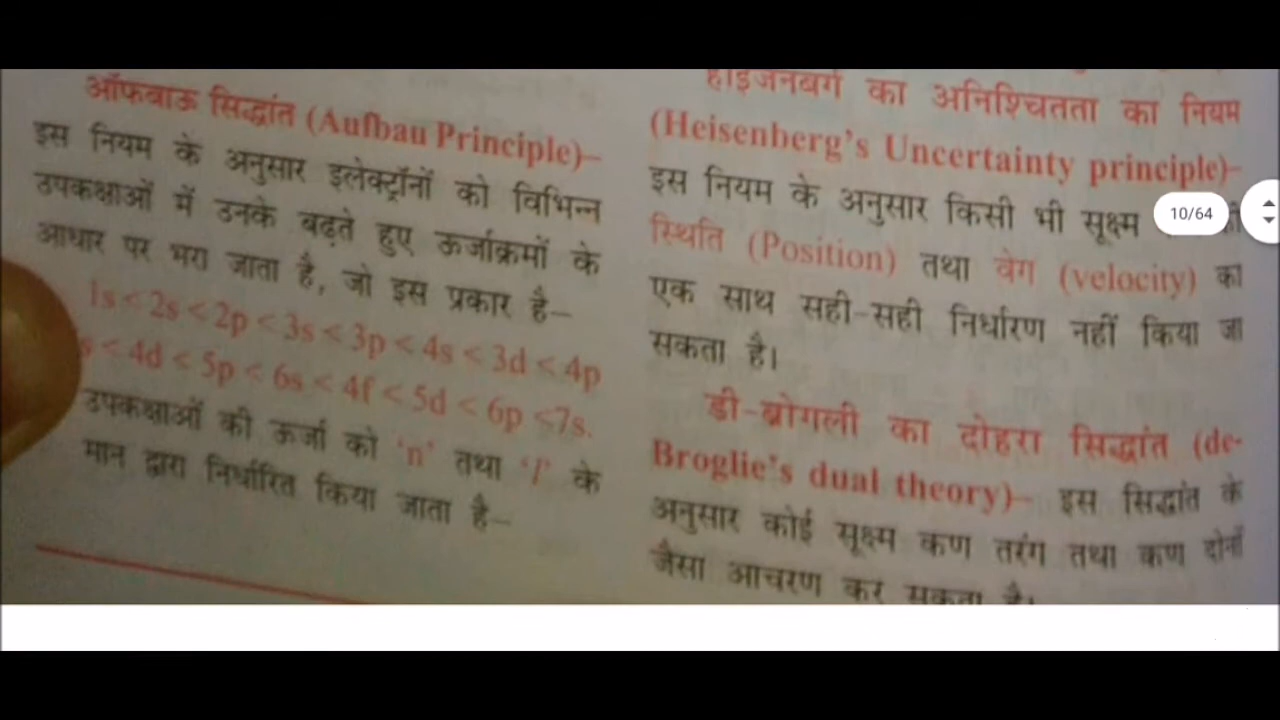 ऑफबाऊ सिद्धांत (Aufbau Principle)–
इस नियम के अनुसार इलेक्ट्रॉनों को विभिन्न
उपकक्षाओं में उनके बढ़ते हुए ऊर्जाक्रमों के
आधार पर भरा जाता है, जो इस प्रकार है–
1s < 2s < 2p < 3s < 3p < 4s < 3d < 4p
< 4d < 5p < 6s < 4f < 5d < 6p <7s.
उपकक्षाओं की ऊर्जा को 'n' तथा 'l' के
मान द्वारा निर्धारित किया जाता है–
हाइजनबर्ग का अनिश्चितता का नियम
(Heisenberg's Uncertainty principle)–
इस नियम के अनुसार किसी भी सूक्ष्म
स्थिति (Position) तथा वेग (velocity) का
एक साथ सही-सही निर्धारण नहीं किया जा
सकता है।
डी-ब्रोगली का दोहरा सिद्धांत (de-
Broglie's dual theory)– इस सिद्धांत के
अनुसार कोई सूक्ष्म कण तरंग तथा कण दोनों
जैसा आचरण कर सकता है।
10/64